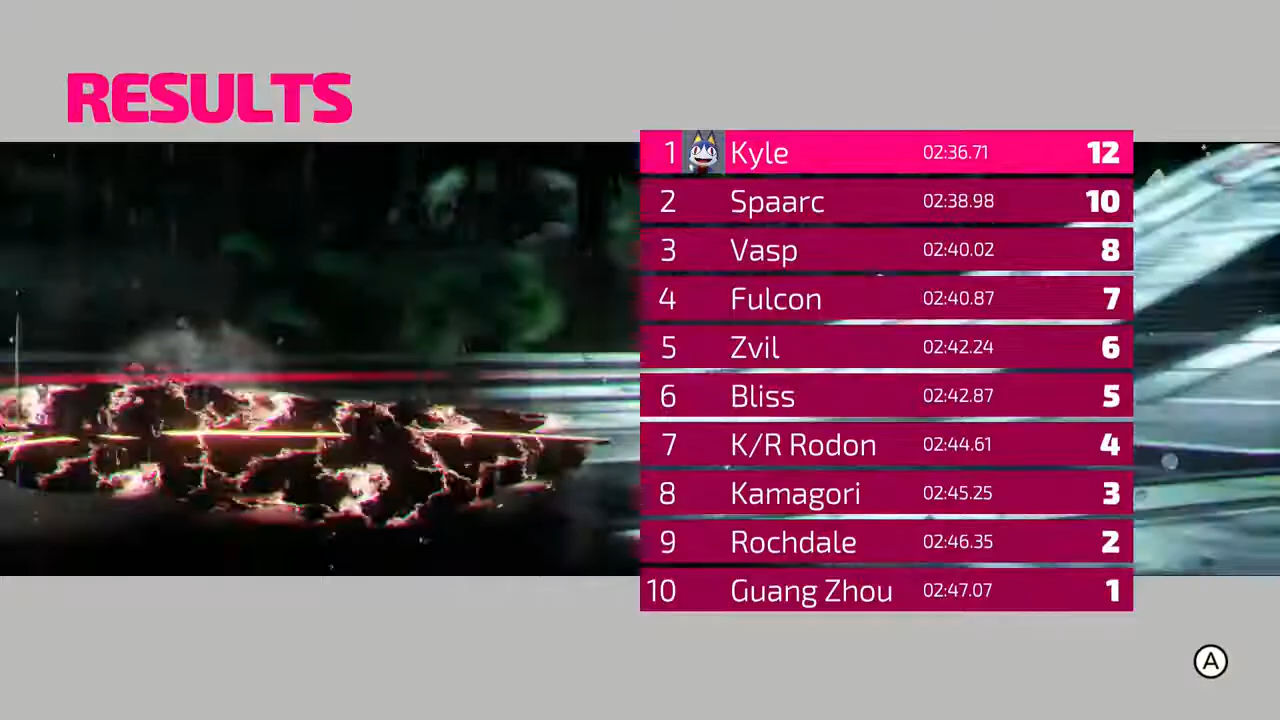 RESULTS
1 Kyle 02:36.71 12
2 Spaarc 02:38.98 10
3 Vasp 02:40.02 8
4 Fulcon 02:40.87 7
5 Zvil 02:42.24 6
6 Bliss 02:42.87 5
7 K/R Rodon 02:44.61 4
8 Kamagori 02:45.25 3
9 Rochdale 02:46.35 2
10 Guang Zhou 02:47.07 1
A